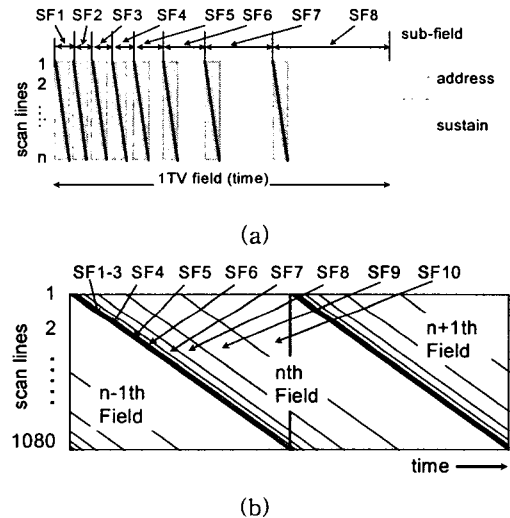 SF1 SF2 SF3 SF4 SF5 SF6 SF7 SF8
sub-field
1
2
n
scan lines
address
sustain
1TV field (time)
(a)
SF1-3 SF4 SF5 SF6 SF7 SF8 SF9 SF10
1
2
1080
scan lines
n-1th
Field
nth
Field
n+1th
Field
time
(b)